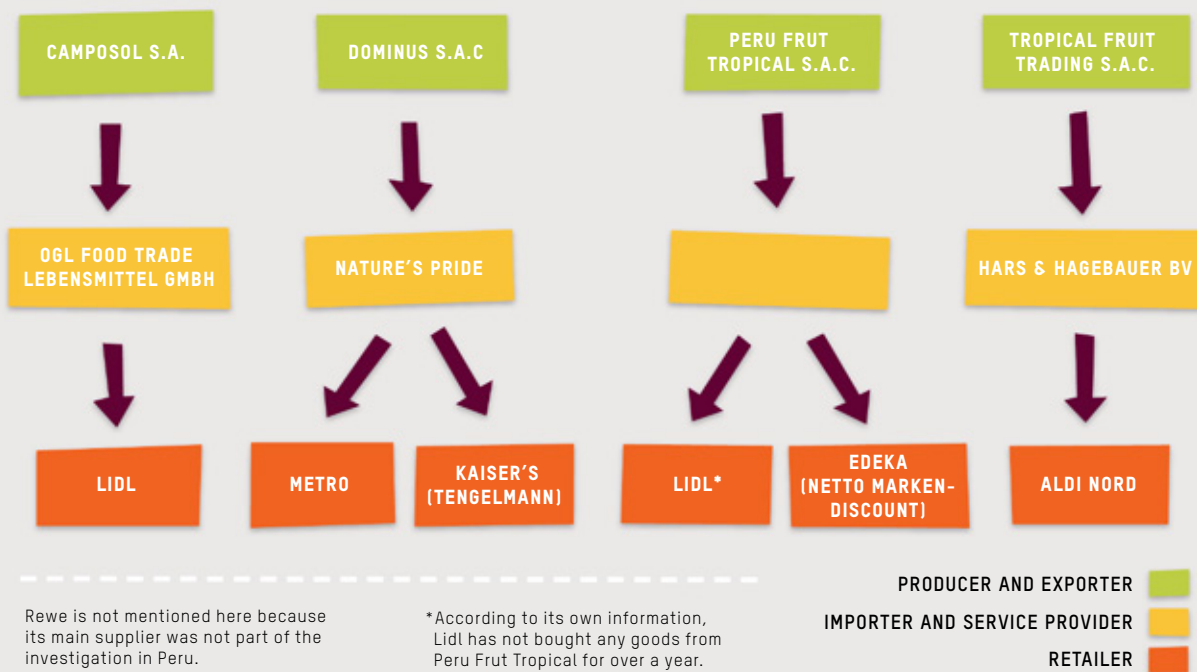 CAMPOSOL S.A.
DOMINUS S.A.C
PERU FRUT
TROPICAL S.A.C.
TROPICAL FRUIT
TRADING S.A.C.
OGL FOOD TRADE
LEBENSMITTEL GMBH
NATURE'S PRIDE
HARS & HAGEBAUER BV
LIDL
METRO
KAISER'S
(TENGELMANN)
LIDL*
EDEKA
(NETTO MARKEN-
DISCOUNT)
ALDI NORD
Rewe is not mentioned here because
its main supplier was not part of the
investigation in Peru.
*According to its own information,
Lidl has not bought any goods from
Peru Frut Tropical for over a year.
PRODUCER AND EXPORTER
IMPORTER AND SERVICE PROVIDER
RETAILER